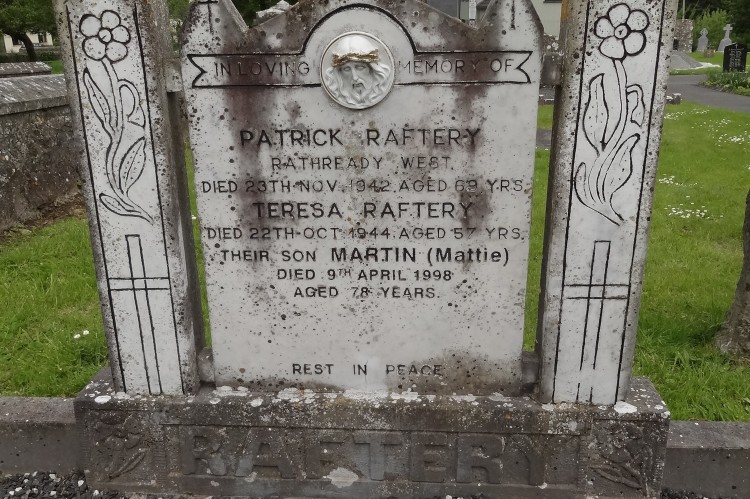 IN LOVING MEMORY OF
PATRICK RAFTERY
RATHREADY WEST
DIED 23TH NOV. 1942. AGED 69 YRS.
TERESA RAFTERY
DIED 22TH OCT. 1944. AGED 57 YRS.
THEIR SON MARTIN (Mattie)
DIED 9TH APRIL 1998
AGED 78 YEARS.
REST IN PEACE
RAFTERY